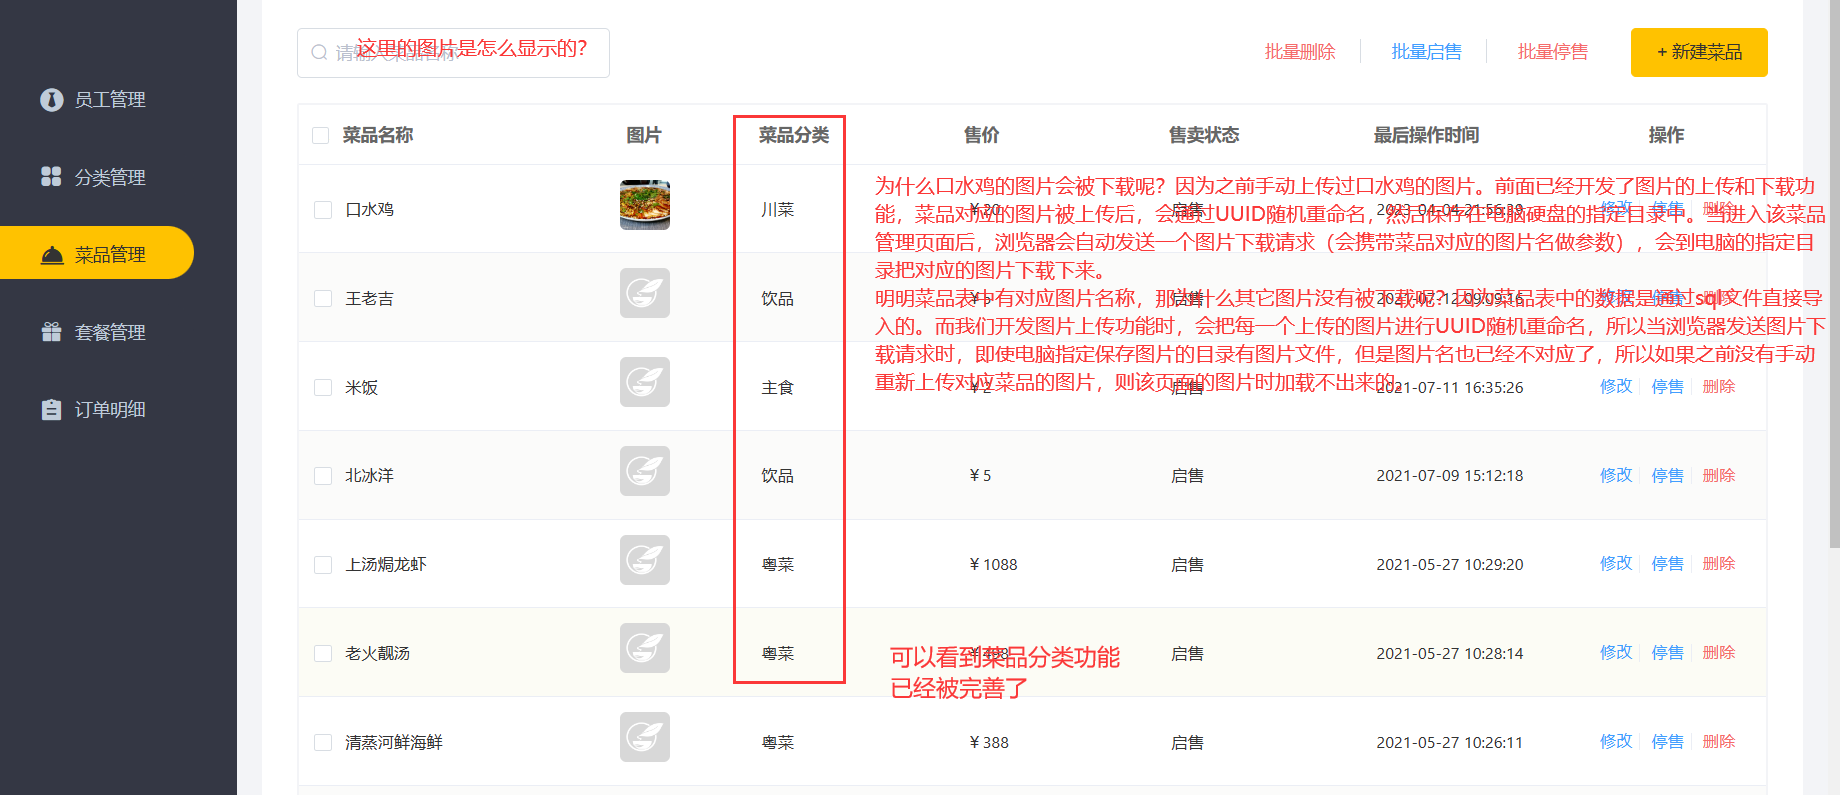 这里的图片是怎么显示的?
批量删除 批量启售 批量停售 + 新建菜品
员工管理
分类管理
菜品管理
套餐管理
订单明细
菜品名称 图片 菜品分类 售价 售卖状态 最后操作时间 操作
为什么口水鸡的图片会被下载呢？因为之前手动上传过口水鸡的图片。前面已经开发了图片的上传和下载功
能，菜品对应的图片被上传后，会通过UUID随机重命名，然后保存在电脑硬盘的指定目录中。当进入该菜品
管理页面后，浏览器会自动发送一个图片下载请求（会携带菜品对应的图片名做参数），会到电脑的指定目
录把对应的图片下载下来。
明明菜品表中有对应图片名称，那为什么其它图片没有被下载呢？因为菜品表中的数据是通过sql文件直接导
入的。而我们开发图片上传功能时，会把每一个上传的图片进行UUID随机重命名，所以当浏览器发送图片下
载请求时，即使电脑指定保存图片的目录有图片文件，但是图片名也已经不对应了，所以如果之前没有手动
重新上传对应菜品的图片，则该页面的图片时加载不出来的。
口水鸡 川菜 ￥20 启售 2023-04-04 21:56:39 修改 停售 删除
王老吉 饮品 ￥5 启售 2021-07-12 09:09:16
米饭 主食 ￥2 启售 2021-07-11 16:35:26 修改 停售 删除
北冰洋 饮品 ￥5 启售 2021-07-09 15:12:18 修改 停售 删除
上汤焗龙虾 粤菜 ￥1088 启售 2021-05-27 10:29:20 修改 停售 删除
老火靓汤 粤菜 ￥498 启售 2021-05-27 10:28:14 修改 停售 删除
可以看到菜品分类功能
已经被完善了
清蒸河鲜海鲜 粤菜 ￥388 启售 2021-05-27 10:26:11 修改 停售 删除